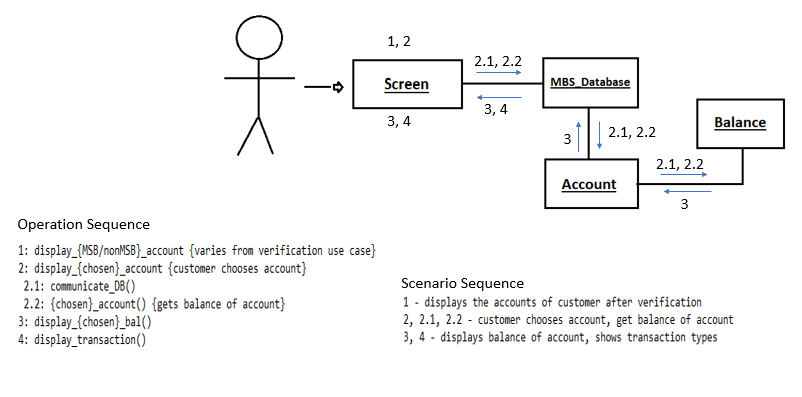 1, 2
Screen
3, 4
2.1, 2.2
3, 4
MBS_Database
3
2.1, 2.2
Balance
Account
2.1, 2.2
3
Operation Sequence
1: display_{MSB/nonMSB}_account {varies from verification use case}
2: display_{chosen}_account {customer chooses account}
2.1: communicate_DB()
2.2: {chosen}_account() {gets balance of account}
3: display_{chosen}_bal()
4: display_transaction()
Scenario Sequence
1 - displays the accounts of customer after verification
2, 2.1, 2.2 - customer chooses account, get balance of account
3, 4 - displays balance of account, shows transaction types